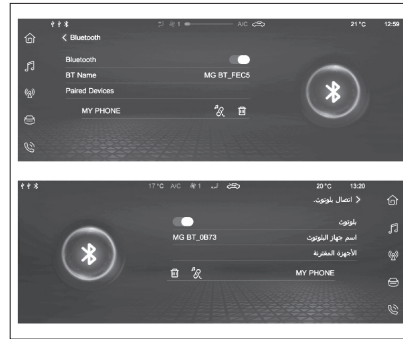 A/C 21°C 12:59
Bluetooth
Bluetooth
BT Name MG BT_FEC5
Paired Devices
MY PHONE
17°C A/C 1 20°C 13:20
اتصال بلوتوث.
بلوتوث
اسم جهاز البلوتوث MG BT_0B73
الأجهزة المقترنة
MY PHONE